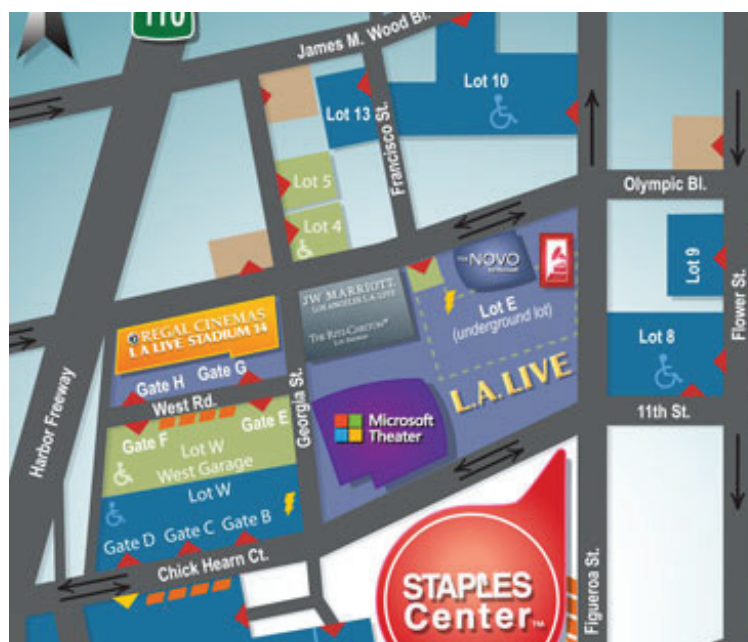 110
James M. Wood Bl.
Lot 10
Lot 13
Francisco St.
Lot 5
Lot 4
Olympic Bl.
Lot 9
Flower St.
THE NOVO
JW MARRIOTT
LOS ANGELES L.A. LIVE
THE RITZ-CARLTON
Lot E
(underground lot)
Lot 8
REGAL CINEMAS
L.A. LIVE STADIUM 14
Gate H
Gate G
West Rd.
Georgia St.
Harbor Freeway
L.A. LIVE
11th St.
Microsoft
Theater
Gate F
Gate E
Lot W
West Garage
Lot W
Gate D
Gate C
Gate B
Chick Hearn Ct.
STAPLES
Center™
Figueroa St.